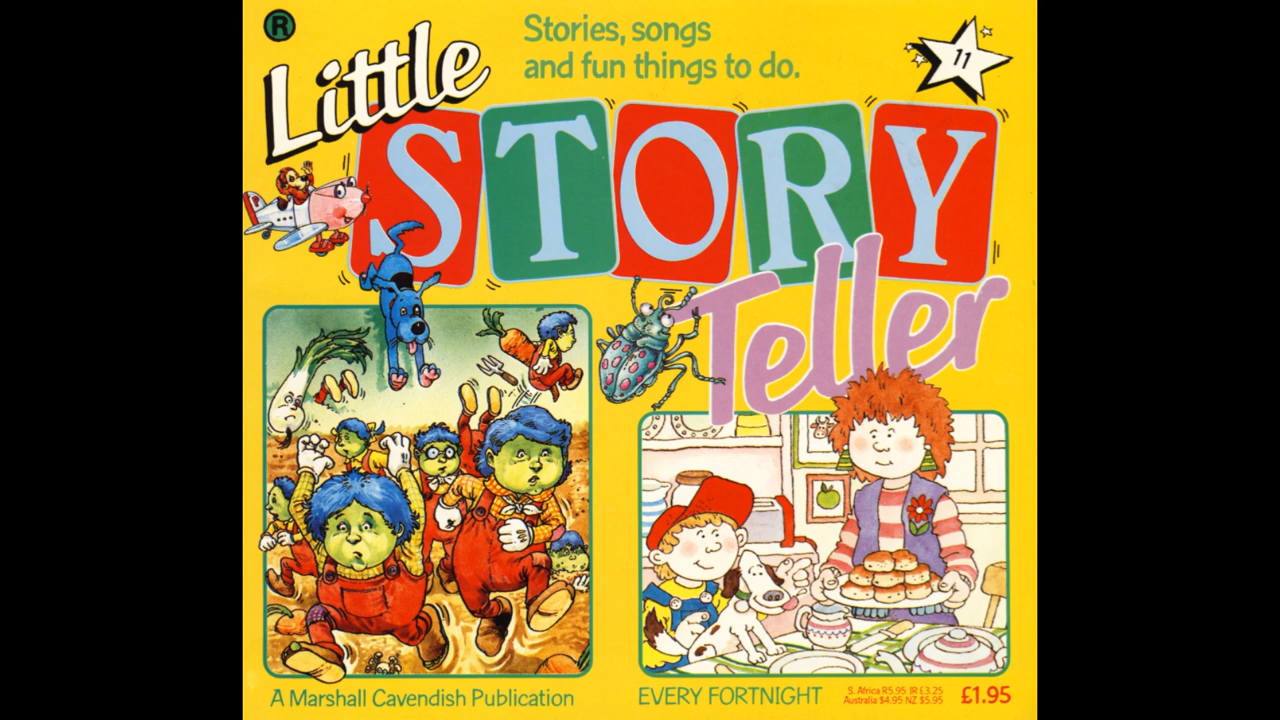 ®
Little
Stories, songs
and fun things to do.
11
STORY
Teller
A Marshall Cavendish Publication
EVERY FORTNIGHT
S. Africa R5.95 IR £3.25
Australia $4.95 NZ $5.95
£1.95